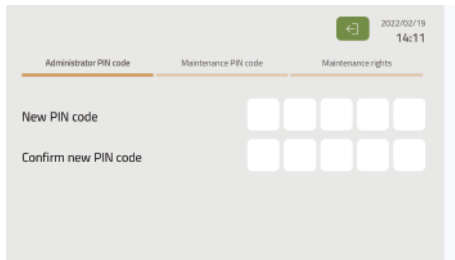 2022/02/19
14:11
Administrator PIN code
Maintenance PIN code
Maintenance rights
New PIN code
Confirm new PIN code